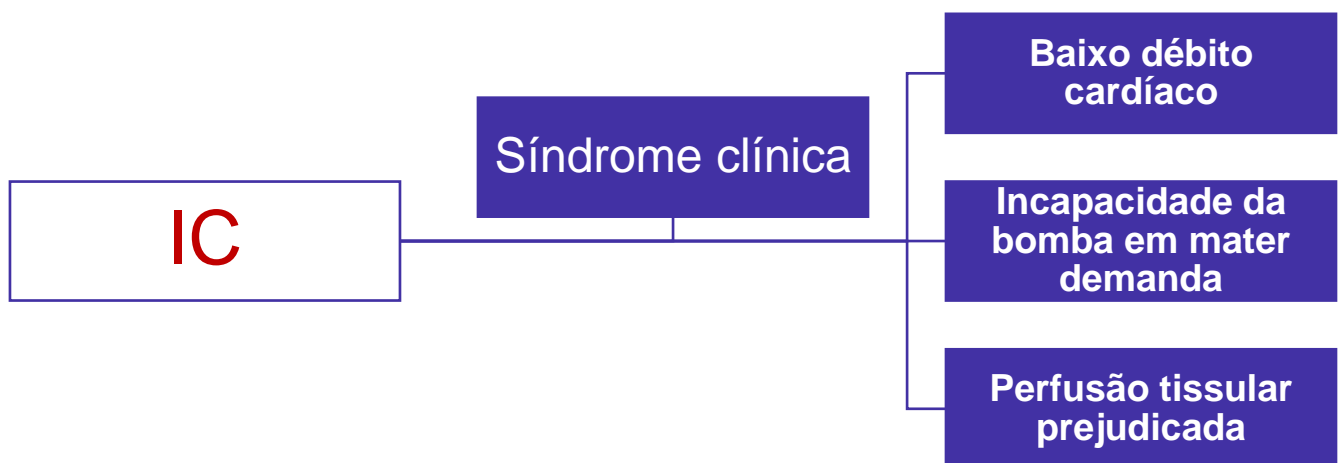 IC
Síndrome clínica
Baixo débito
cardíaco
Incapacidade da
bomba em mater
demanda
Perfusão tissular
prejudicada